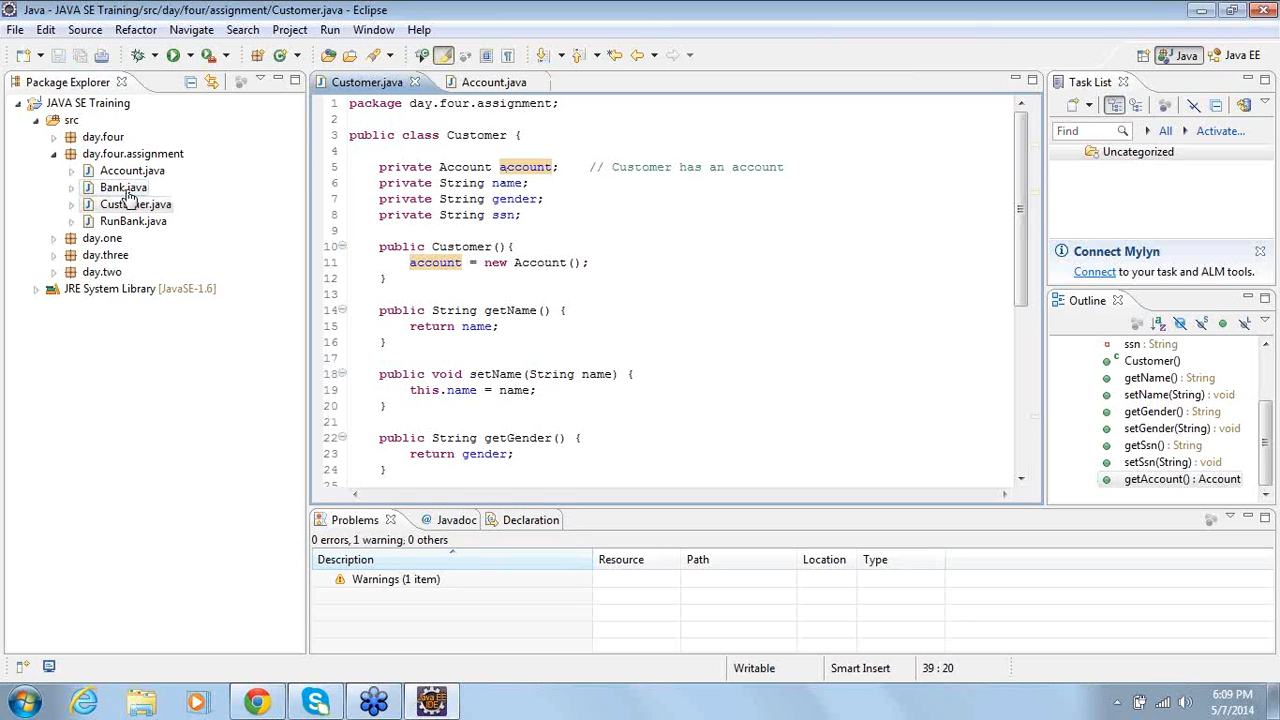 Java - JAVA SE Training/src/day/four/assignment/Customer.java - Eclipse
File Edit Source Refactor Navigate Search Project Run Window Help
Java Java EE
Package Explorer
JAVA SE Training
src
day.four
day.four.assignment
Account.java
Bank.java
Customer.java
RunBank.java
day.one
day.three
day.two
JRE System Library [JavaSE-1.6]
Customer.java Account.java
1 package day.four.assignment;
2
3 public class Customer {
4
5 private Account account; // Customer has an account
6 private String name;
7 private String gender;
8 private String ssn;
9
10 public Customer(){
11 account = new Account();
12 }
13
14 public String getName() {
15 return name;
16 }
17
18 public void setName(String name) {
19 this.name = name;
20 }
21
22 public String getGender() {
23 return gender;
24 }
25
Task List
Find All Activate...
Uncategorized
Connect Mylyn
Connect to your task and ALM tools.
Outline
ssn : String
Customer()
getName() : String
setName(String) : void
getGender() : String
setGender(String) : void
getSsn() : String
setSsn(String) : void
getAccount() : Account
Problems Javadoc Declaration
0 errors, 1 warning, 0 others
Description Resource Path Location Type
Warnings (1 item)
Writable Smart Insert 39 : 20
Java EE IDE
6:09 PM
5/7/2014